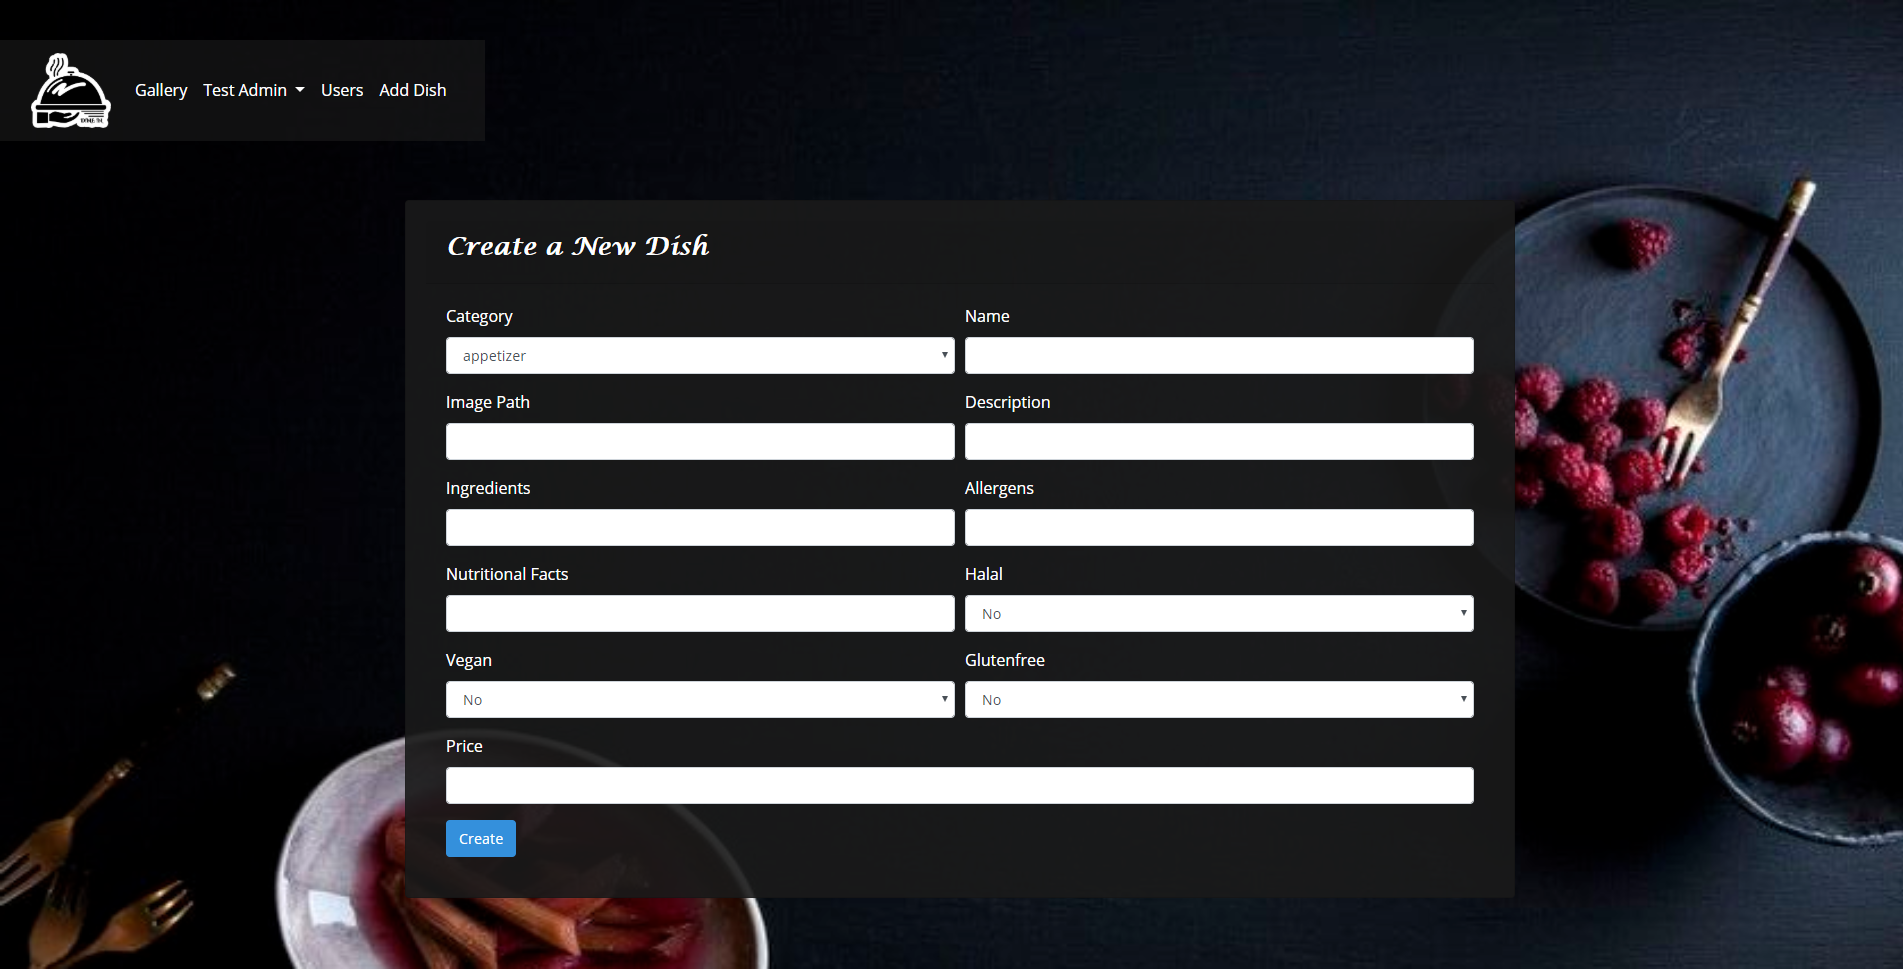 Gallery Test Admin Users Add Dish
Create a New Dish
Category Name
appetizer
Image Path Description
Ingredients Allergens
Nutritional Facts Halal
No
Vegan Glutenfree
No No
Price
Create